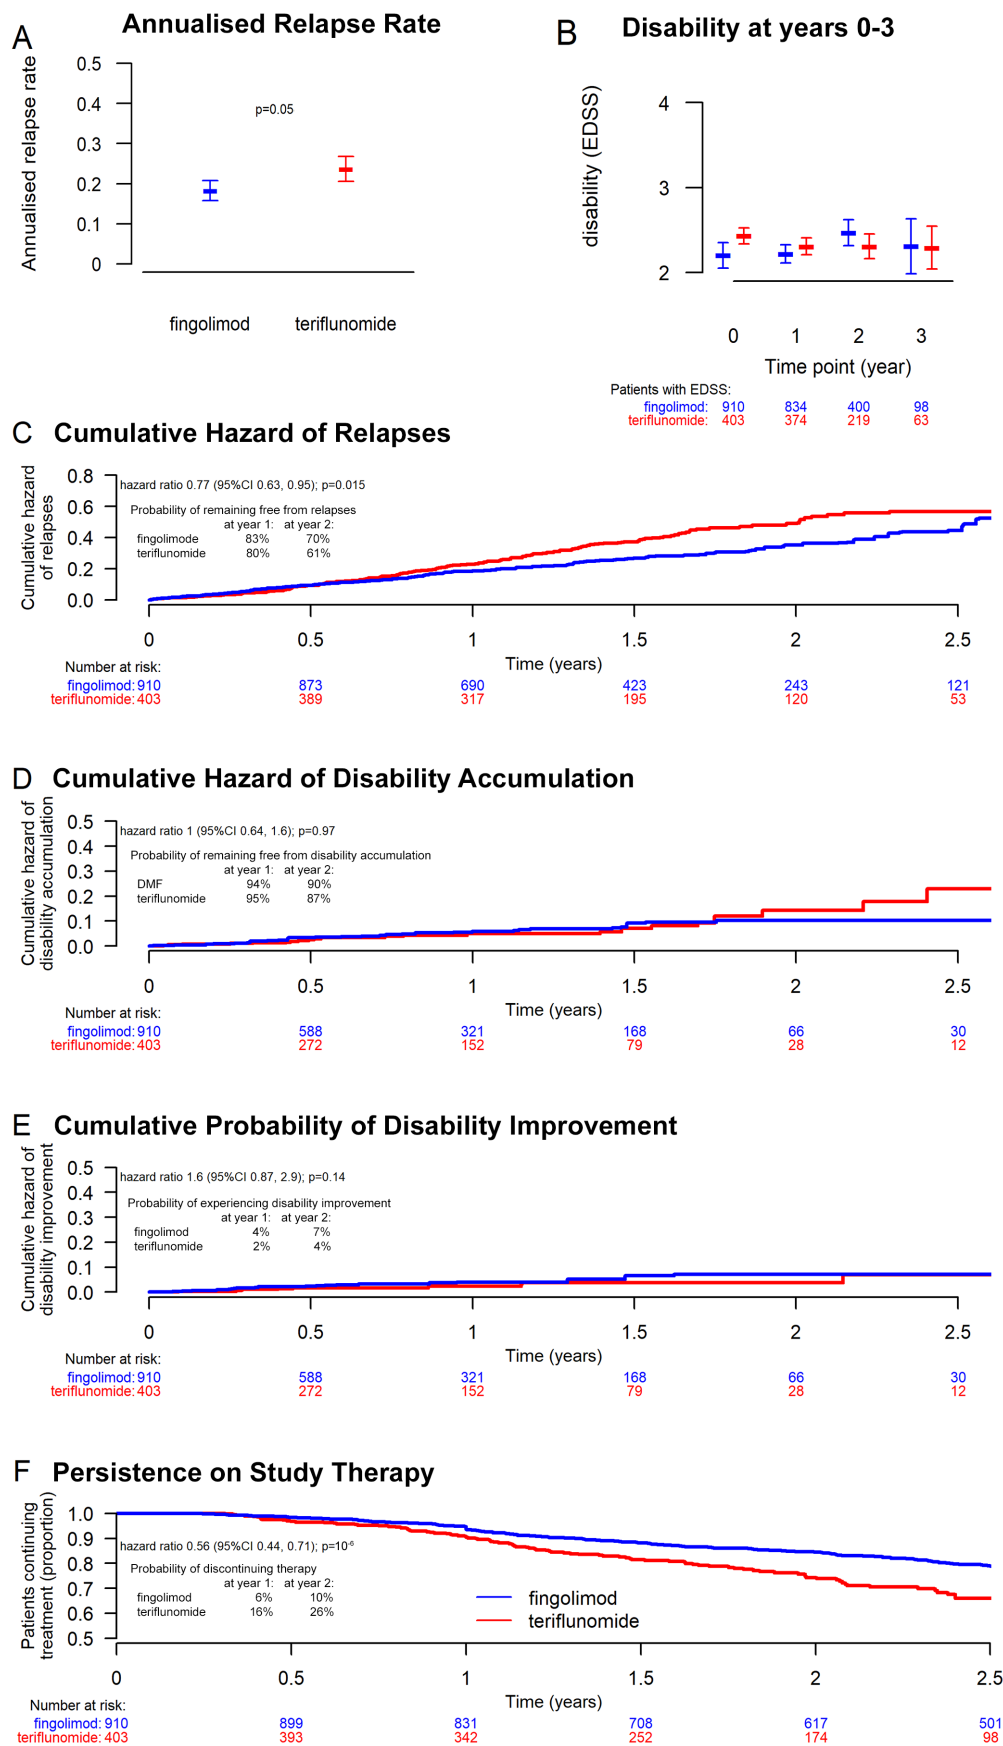 A Annualised Relapse Rate
Annualised relapse rate
0.5
0.4
0.3
0.2
0.1
0
p=0.05
fingolimod teriflunomide
B Disability at years 0-3
disability (EDSS)
4
3
2
0 1 2 3
Time point (year)
Patients with EDSS:
fingolimod: 910 834 400 98
teriflunomide: 403 374 219 63
C Cumulative Hazard of Relapses
Cumulative hazard
of relapses
0.8
0.6
0.4
0.2
0.0
hazard ratio 0.77 (95%CI 0.63, 0.95); p=0.015
Probability of remaining free from relapses
at year 1: at year 2:
fingolimode 83% 70%
teriflunomide 80% 61%
0 0.5 1 1.5 2 2.5
Time (years)
Number at risk:
fingolimod: 910 873 690 423 243 121
teriflunomide: 403 389 317 195 120 53
D Cumulative Hazard of Disability Accumulation
Cumulative hazard of
disability accumulation
0.5
0.4
0.3
0.2
0.1
0.0
hazard ratio 1 (95%CI 0.64, 1.6); p=0.97
Probability of remaining free from disability accumulation
at year 1: at year 2:
DMF 94% 90%
teriflunomide 95% 87%
0 0.5 1 1.5 2 2.5
Time (years)
Number at risk:
fingolimod: 910 588 321 168 66 30
teriflunomide: 403 272 152 79 28 12
E Cumulative Probability of Disability Improvement
Cumulative hazard of
disability improvement
0.5
0.4
0.3
0.2
0.1
0.0
hazard ratio 1.6 (95%CI 0.87, 2.9); p=0.14
Probability of experiencing disability improvement
at year 1: at year 2:
fingolimod 4% 7%
teriflunomide 2% 4%
0 0.5 1 1.5 2 2.5
Time (years)
Number at risk:
fingolimod: 910 588 321 168 66 30
teriflunomide: 403 272 152 79 28 12
F Persistence on Study Therapy
Patients continuing
treatment (proportion)
1.0
0.9
0.8
0.7
0.6
0.5
hazard ratio 0.56 (95%CI 0.44, 0.71); p=10⁻⁶
Probability of discontinuing therapy
at year 1: at year 2:
fingolimod 6% 10%
teriflunomide 16% 26%
fingolimod
teriflunomide
0 0.5 1 1.5 2 2.5
Time (years)
Number at risk:
fingolimod: 910 899 831 708 617 501
teriflunomide: 403 393 342 252 174 98